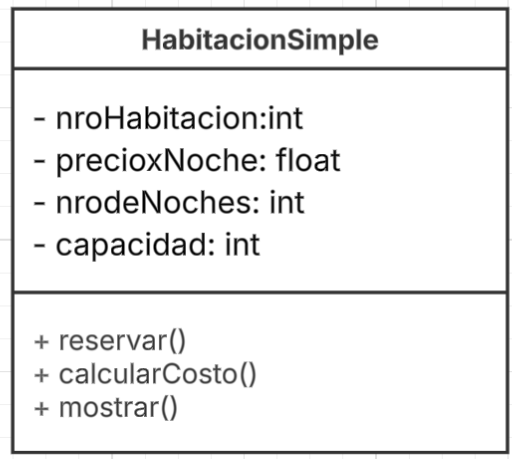 HabitacionSimple
- nroHabitacion:int
- precioxNoche: float
- nrodeNoches: int
- capacidad: int
+ reservar()
+ calcularCosto()
+ mostrar()